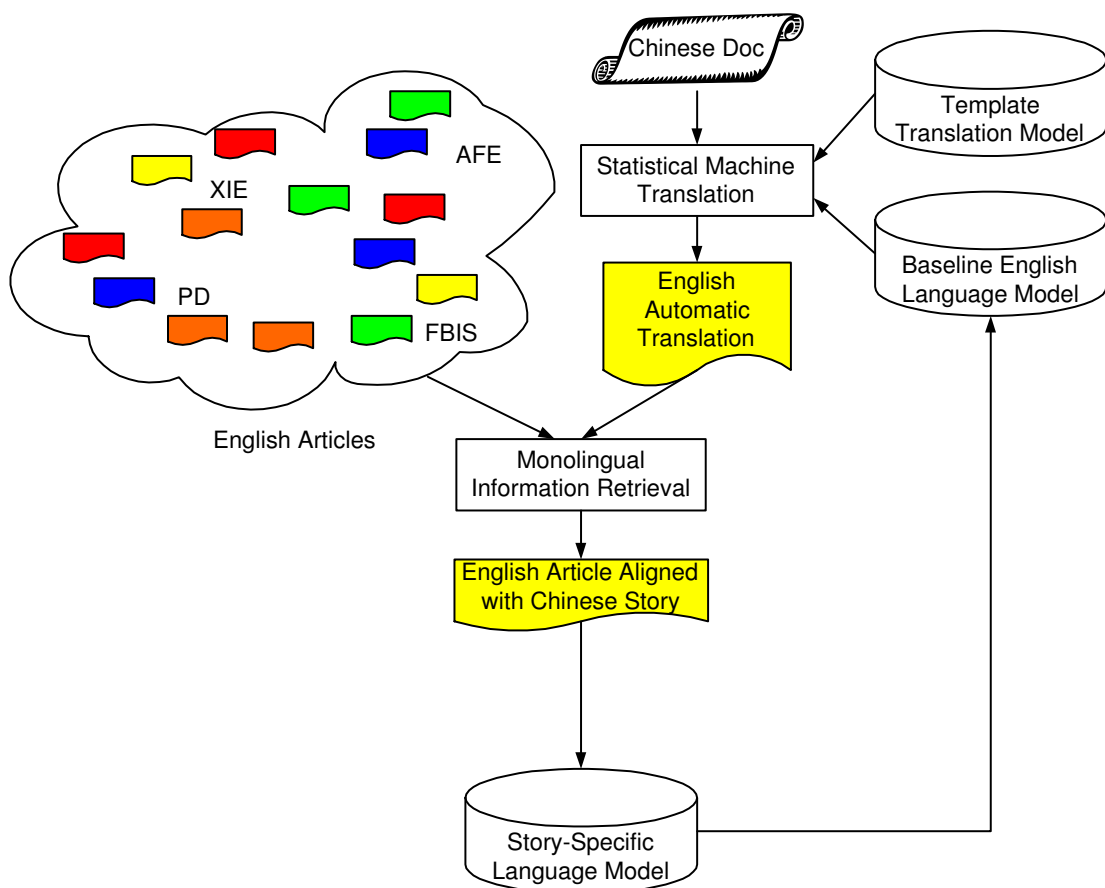 Chinese Doc
Template
Translation Model
AFE
XIE
Statistical Machine
Translation
Baseline English
Language Model
PD
FBIS
English
Automatic
Translation
English Articles
Monolingual
Information Retrieval
English Article Aligned
with Chinese Story
Story-Specific
Language Model